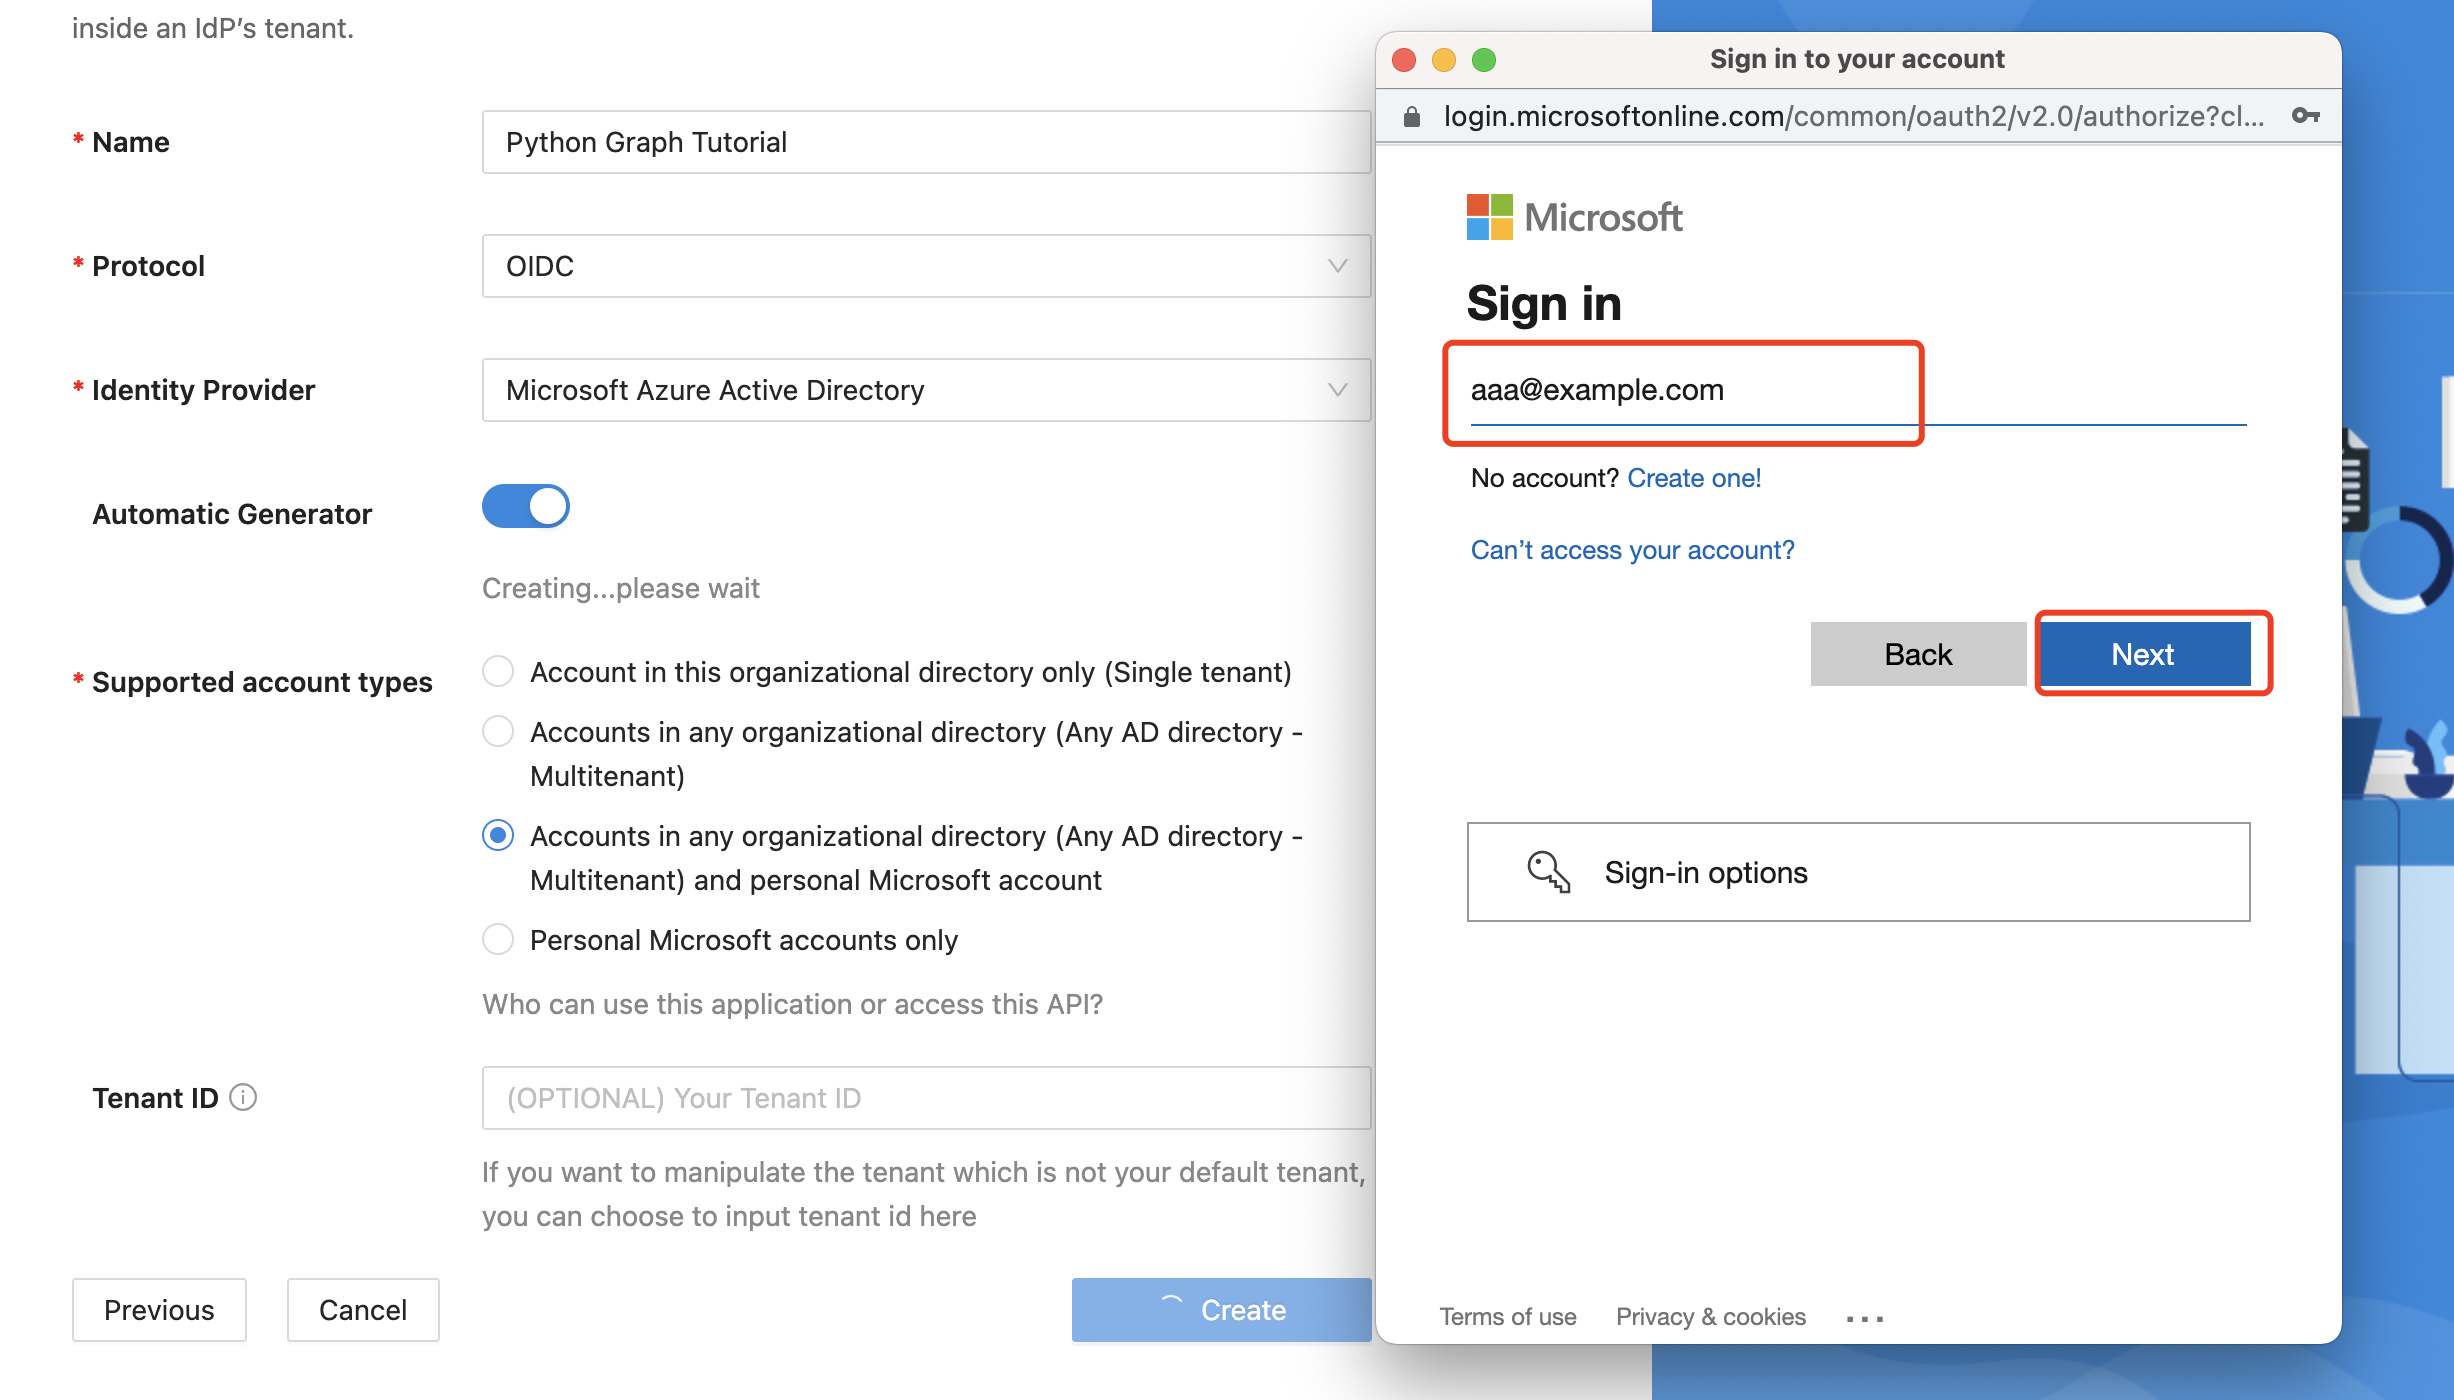 inside an IdP’s tenant.
* Name
Python Graph Tutorial
* Protocol
OIDC
* Identity Provider
Microsoft Azure Active Directory
Automatic Generator
Creating...please wait
* Supported account types
Account in this organizational directory only (Single tenant)
Accounts in any organizational directory (Any AD directory -
Multitenant)
Accounts in any organizational directory (Any AD directory -
Multitenant) and personal Microsoft account
Personal Microsoft accounts only
Who can use this application or access this API?
Tenant ID
(OPTIONAL) Your Tenant ID
If you want to manipulate the tenant which is not your default tenant,
you can choose to input tenant id here
Previous
Cancel
Create
Sign in to your account
login.microsoftonline.com/common/oauth2/v2.0/authorize?cl...
Microsoft
Sign in
aaa@example.com
No account? Create one!
Can’t access your account?
Back
Next
Sign-in options
Terms of use
Privacy & cookies
...